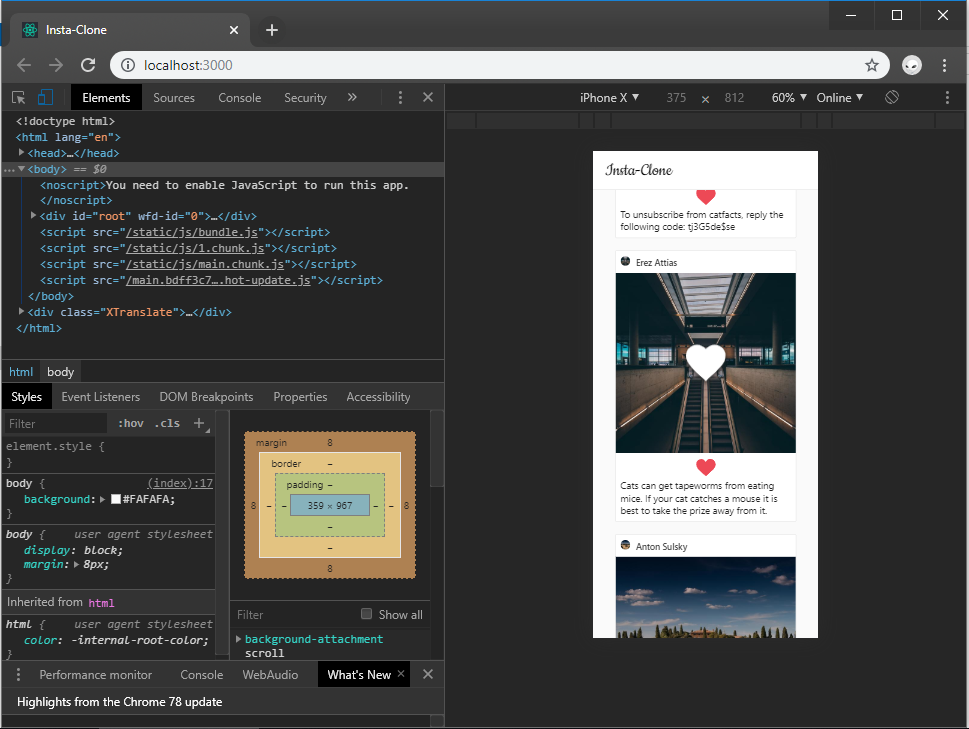 Insta-Clone
localhost:3000
Elements Sources Console Security
iPhone X 375 × 812 60% Online
<!doctype html>
<html lang="en">
<head>…</head>
<body> == $0
<noscript>You need to enable JavaScript to run this app.
</noscript>
<div id="root" wfd-id="0">…</div>
<script src="/static/js/bundle.js"></script>
<script src="/static/js/1.chunk.js"></script>
<script src="/static/js/main.chunk.js"></script>
<script src="/main.bdff3c7….hot-update.js"></script>
</body>
<div class="XTranslate">…</div>
</html>
html body
Styles Event Listeners DOM Breakpoints Properties Accessibility
Filter :hov .cls +
element.style {
}
body { (index):17
background: #FAFAFA;
}
body { user agent stylesheet
display: block;
margin: 8px;
}
Inherited from html
html { user agent stylesheet
color: -internal-root-color;
}
margin 8
border –
padding –
8 – – 359 × 967 – – 8
–
–
8
Filter Show all
background-attachment
scroll
Performance monitor Console WebAudio What's New
Highlights from the Chrome 78 update
Insta-Clone
To unsubscribe from catfacts, reply the
following code: tj3G5de$se
Erez Attias
Cats can get tapeworms from eating
mice. If your cat catches a mouse it is
best to take the prize away from it.
Anton Sulsky